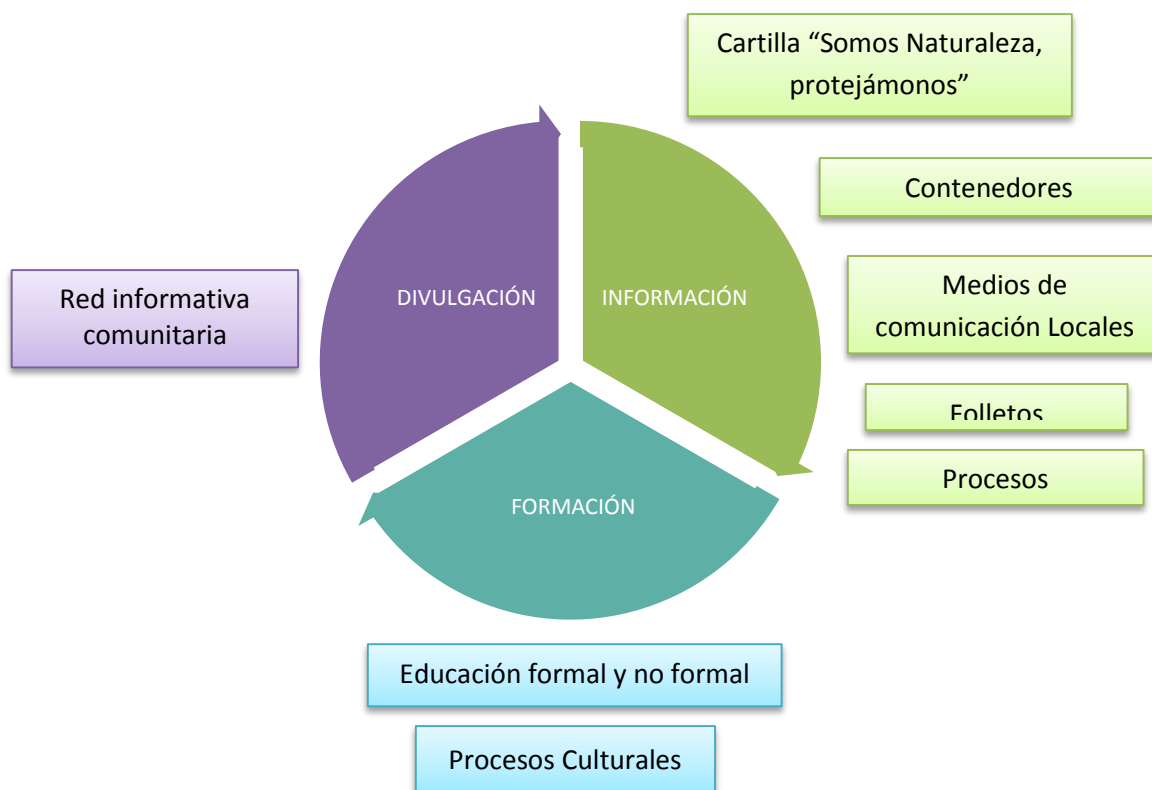 Cartilla “Somos Naturaleza,
protejámonos”
Contenedores
Medios de
comunicación Locales
Folletos
Procesos
DIVULGACIÓN
INFORMACIÓN
FORMACIÓN
Red informativa
comunitaria
Educación formal y no formal
Procesos Culturales